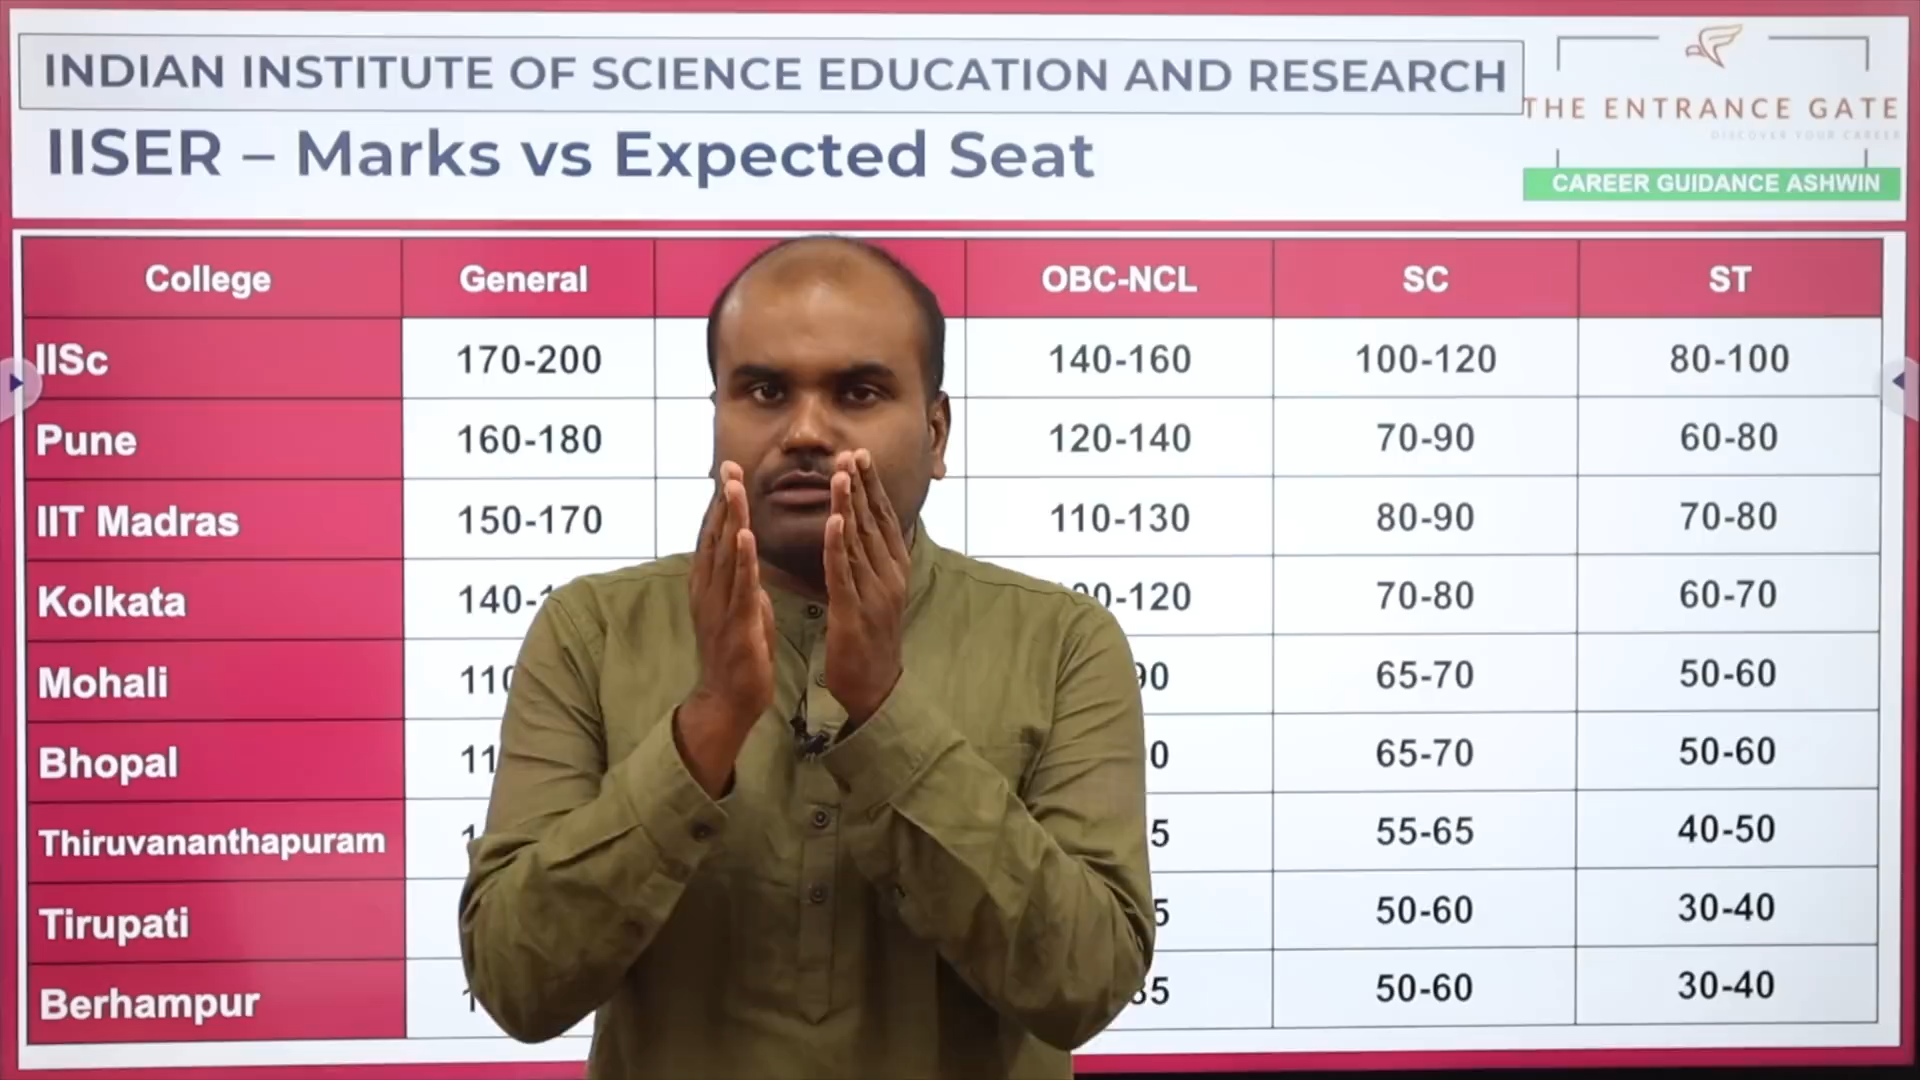 INDIAN INSTITUTE OF SCIENCE EDUCATION AND RESEARCH
IISER – Marks vs Expected Seat
THE ENTRANCE GATE
DISCOVER YOUR CAREER
CAREER GUIDANCE ASHWIN
College General OBC-NCL SC ST
IISc 170-200 140-160 100-120 80-100
Pune 160-180 120-140 70-90 60-80
IIT Madras 150-170 110-130 80-90 70-80
Kolkata 70-80 60-70
Mohali 65-70 50-60
Bhopal 65-70 50-60
Thiruvananthapuram 55-65 40-50
Tirupati 50-60 30-40
Berhampur 50-60 30-40